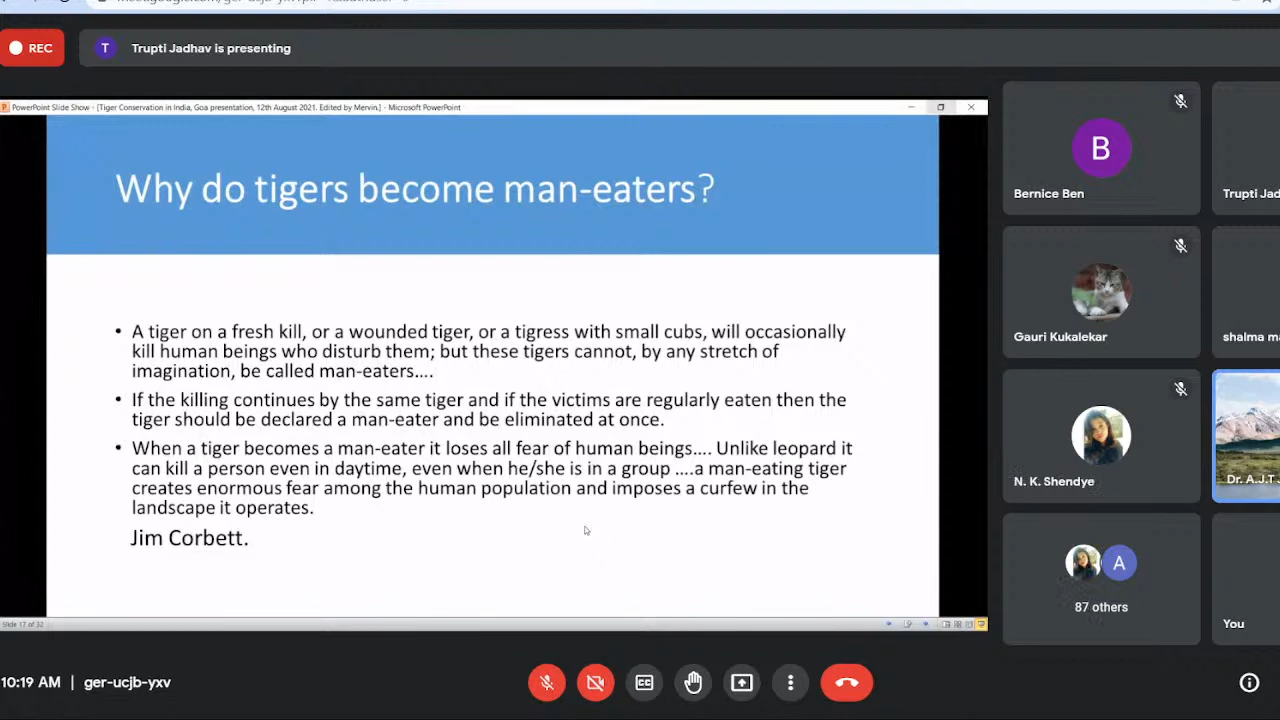 REC
T
Trupti Jadhav is presenting
PowerPoint Slide Show - [Tiger Conservation in India, Goa presentation, 12th August 2021. Edited by Mervin.] - Microsoft PowerPoint
Why do tigers become man-eaters?
• A tiger on a fresh kill, or a wounded tiger, or a tigress with small cubs, will occasionally
kill human beings who disturb them; but these tigers cannot, by any stretch of
imagination, be called man-eaters....
• If the killing continues by the same tiger and if the victims are regularly eaten then the
tiger should be declared a man-eater and be eliminated at once.
• When a tiger becomes a man-eater it loses all fear of human beings.... Unlike leopard it
can kill a person even in daytime, even when he/she is in a group ....a man-eating tiger
creates enormous fear among the human population and imposes a curfew in the
landscape it operates.
Jim Corbett.
Slide 17 of 32
B
Bernice Ben
Trupti Jad
Gauri Kukalekar
shalma m
N. K. Shendye
Dr. A.J.T
A
87 others
You
10:19 AM | ger-ucjb-yxv